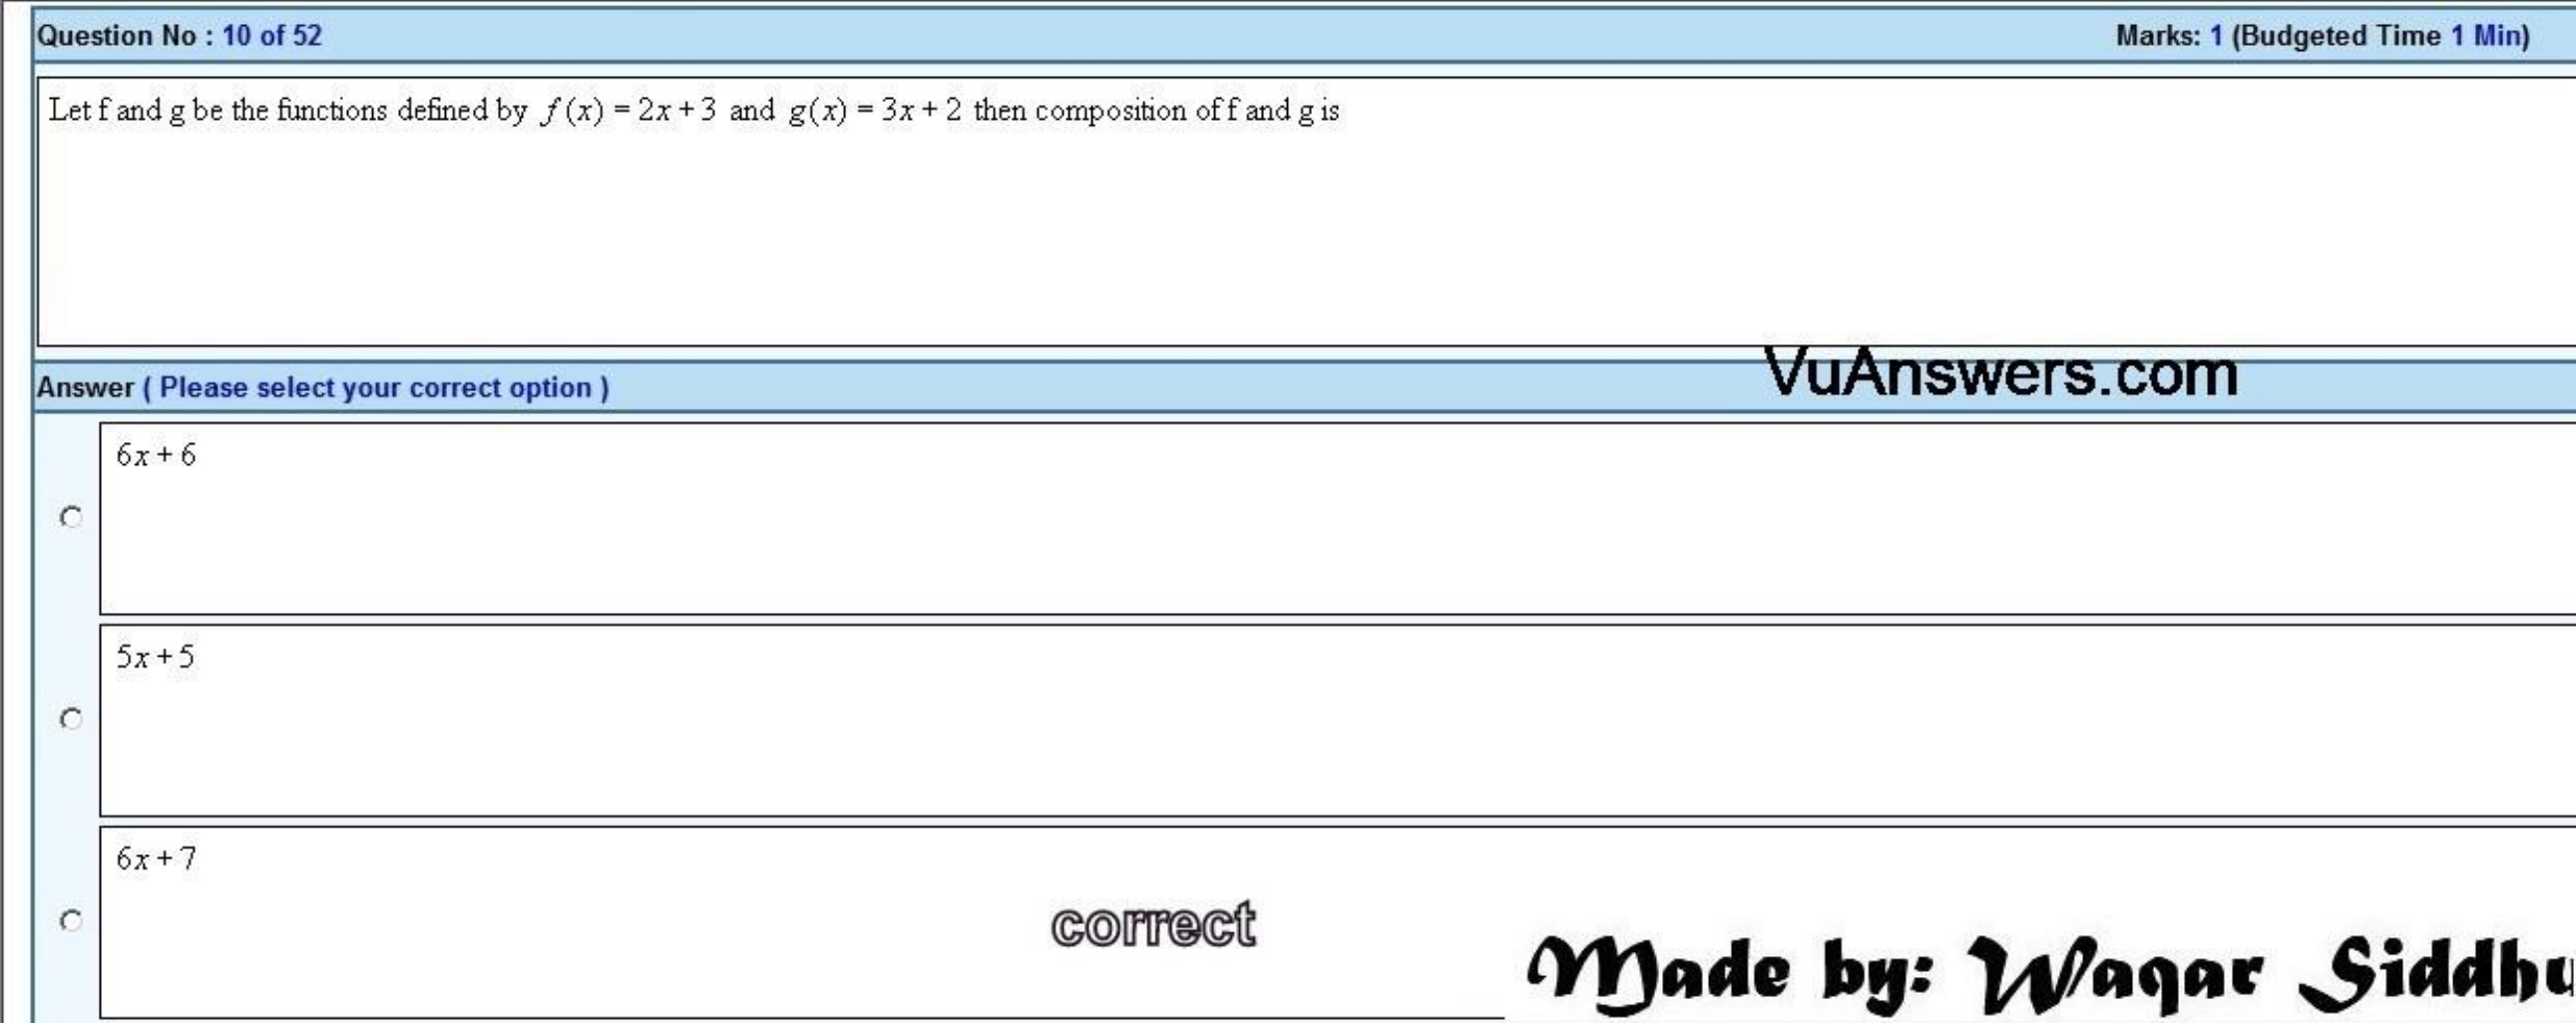 Question No : 10 of 52 Marks: 1 (Budgeted Time 1 Min)
Let f and g be the functions defined by f(x) = 2x + 3 and g(x) = 3x + 2 then composition of f and g is
VuAnswers.com
Answer ( Please select your correct option )
6x + 6
5x + 5
6x + 7
correct
Made by: Waqar Siddhu